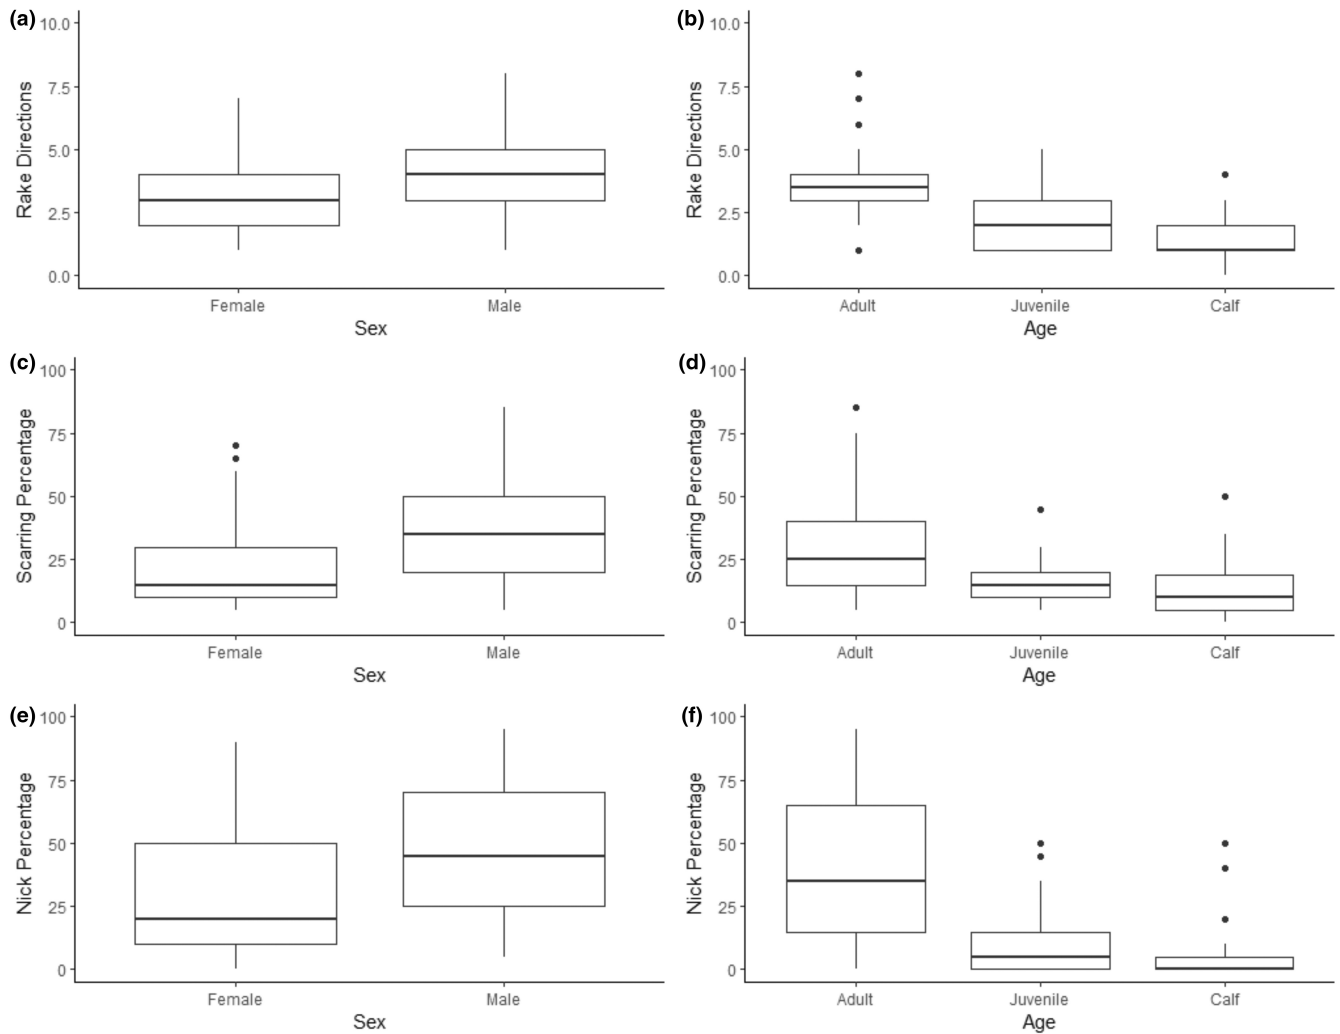 (a)
10.0
7.5
5.0
2.5
0.0
Rake Directions
Female
Male
Sex
(b)
10.0
7.5
5.0
2.5
0.0
Rake Directions
Adult
Juvenile
Calf
Age
(c)
100
75
50
25
0
Scarring Percentage
Female
Male
Sex
(d)
100
75
50
25
0
Scarring Percentage
Adult
Juvenile
Calf
Age
(e)
100
75
50
25
0
Nick Percentage
Female
Male
Sex
(f)
100
75
50
25
0
Nick Percentage
Adult
Juvenile
Calf
Age